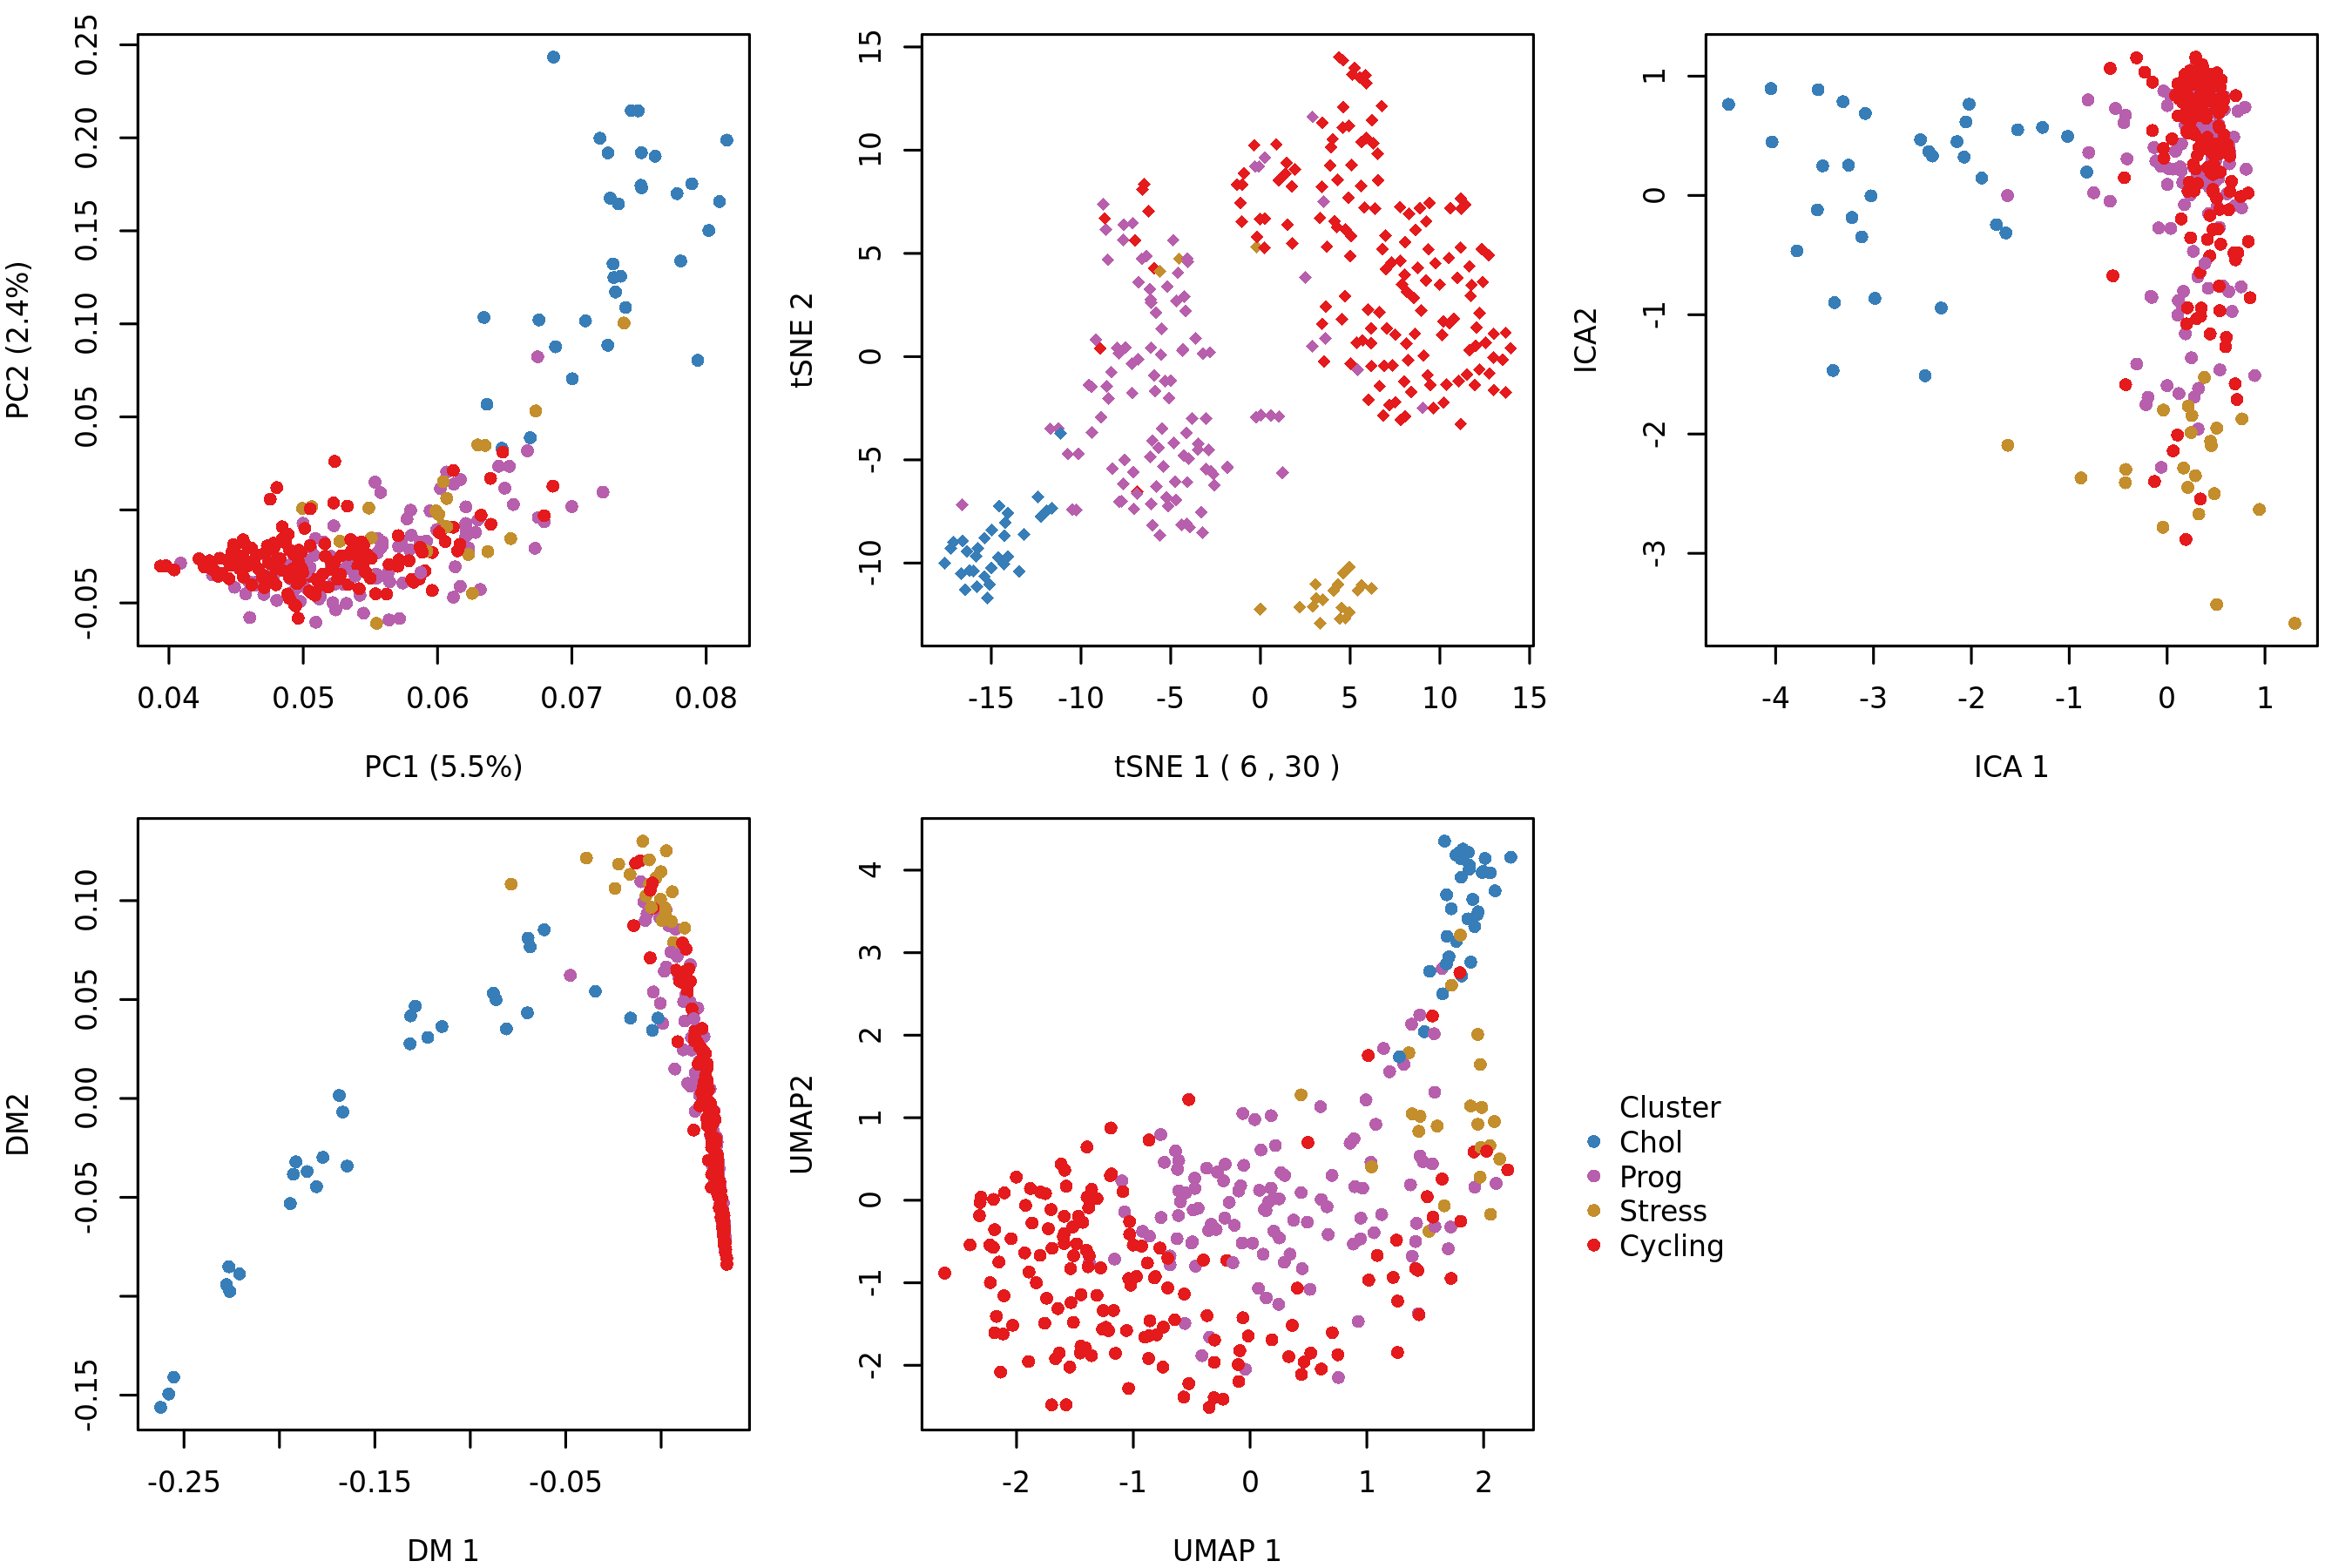 0.25
0.20
0.15
0.10
0.05
-0.05
PC2 (2.4%)
0.04 0.05 0.06 0.07 0.08
PC1 (5.5%)
15
10
5
0
-5
-10
tSNE 2
-15 -10 -5 0 5 10 15
tSNE 1 ( 6 , 30 )
1
0
-1
-2
-3
ICA2
-4 -3 -2 -1 0 1
ICA 1
0.10
0.05
0.00
-0.05
-0.15
DM2
-0.25 -0.15 -0.05
DM 1
4
3
2
1
0
-1
-2
UMAP2
-2 -1 0 1 2
UMAP 1
Cluster
Chol
Prog
Stress
Cycling